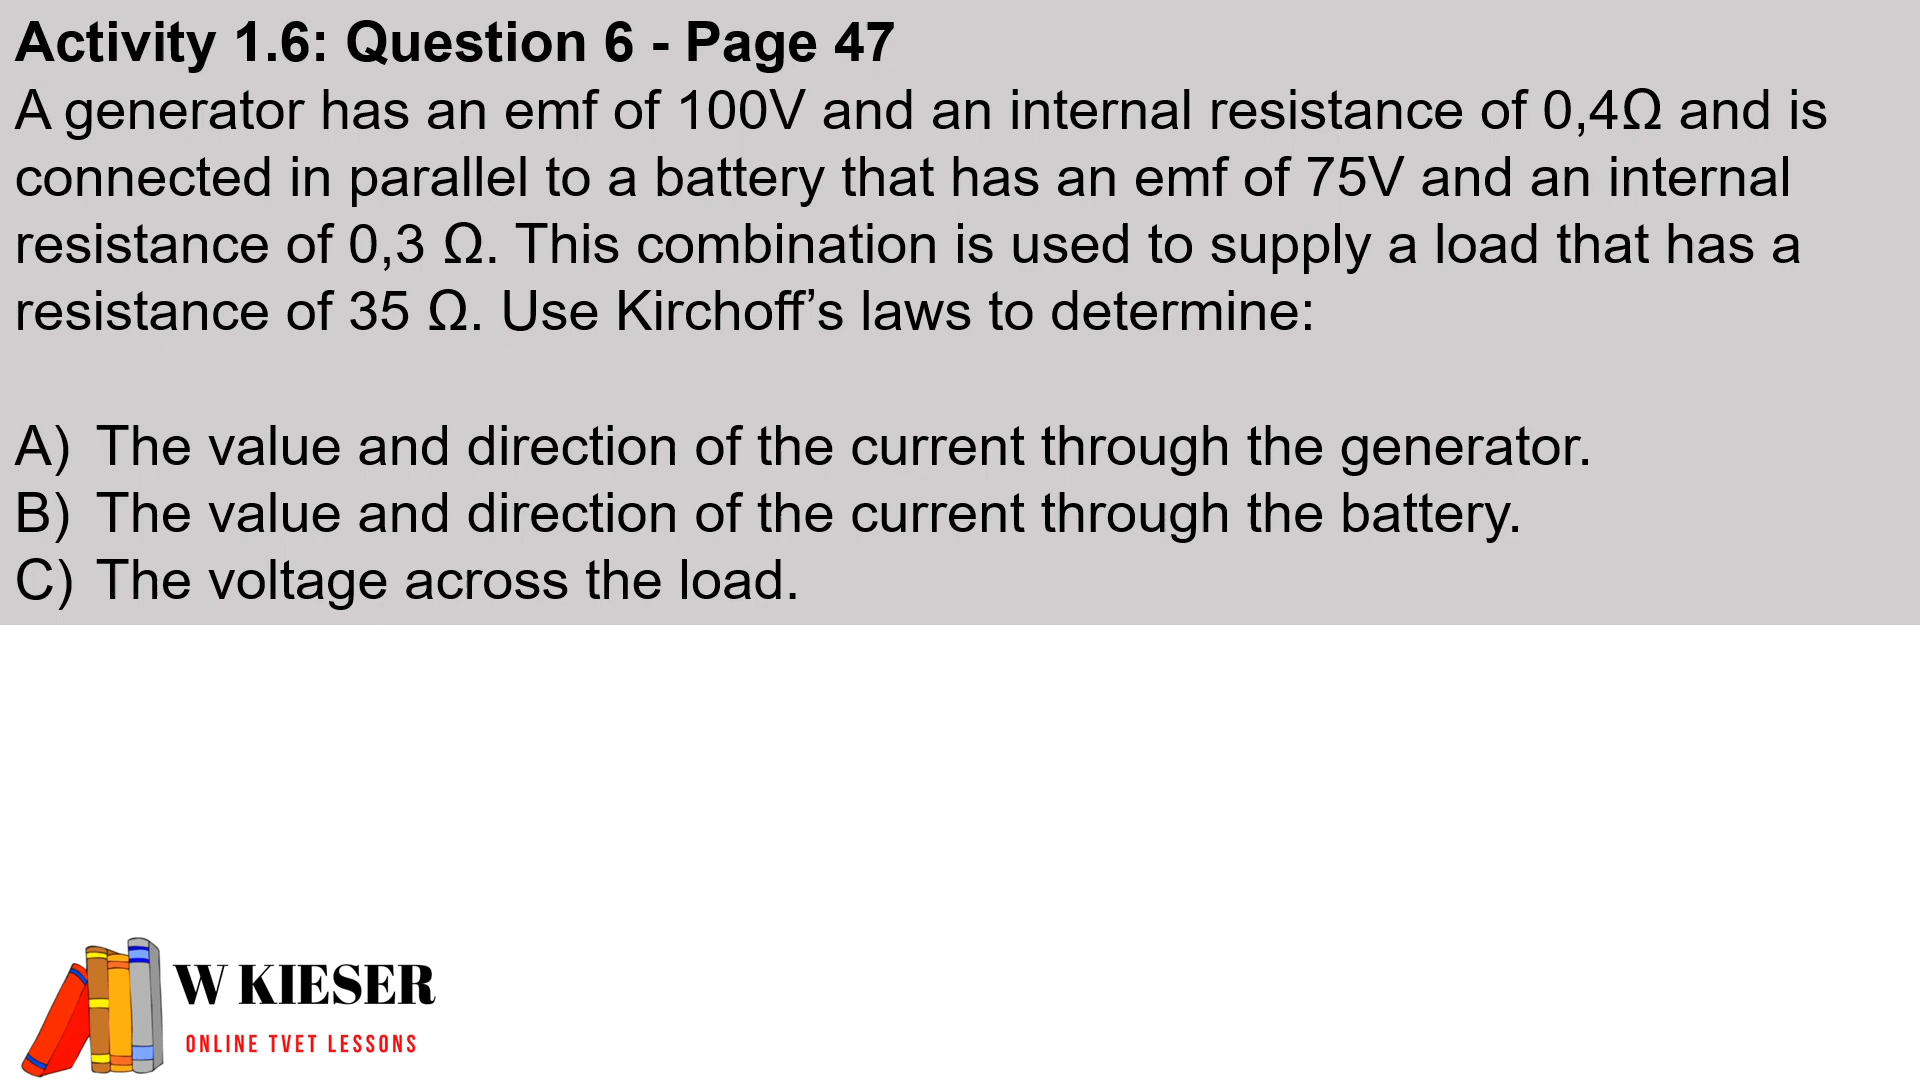 Activity 1.6: Question 6 - Page 47
A generator has an emf of 100V and an internal resistance of 0,4Ω and is
connected in parallel to a battery that has an emf of 75V and an internal
resistance of 0,3 Ω. This combination is used to supply a load that has a
resistance of 35 Ω. Use Kirchoff’s laws to determine:
A) The value and direction of the current through the generator.
B) The value and direction of the current through the battery.
C) The voltage across the load.
W KIESER
ONLINE TVET LESSONS